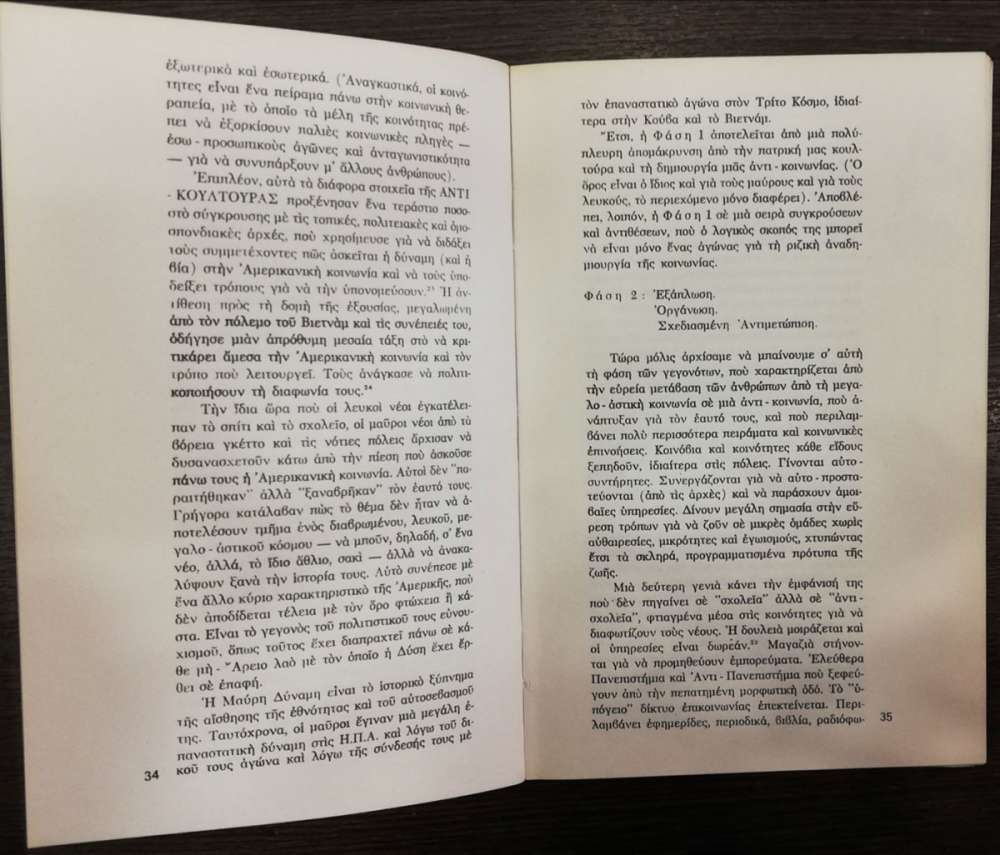 ἐξωτερικὰ καὶ ἐσωτερικά. (Ἀναγκαστικά, οἱ κοινό-
τητες εἶναι ἕνα πείραμα πάνω στὴν κοινωνικὴ θε-
ραπεία, μὲ τὸ ὁποῖο τὰ μέλη τῆς κοινότητας πρέ-
πει νὰ ἐξορκίσουν παλιὲς κοινωνικὲς πληγὲς —
ἐσω - προσωπικοὺς ἀγῶνες καὶ ἀνταγωνιστικότητα
— γιὰ νὰ συνυπάρξουν μ' ἄλλους ἀνθρώπους).
Ἐπιπλέον, αὐτὰ τὰ διάφορα στοιχεῖα τῆς ΑΝΤΙ
- ΚΟΥΛΤΟΥΡΑΣ προξένησαν ἕνα τεράστιο ποσο-
στὸ σύγκρουσης μὲ τὶς τοπικές, πολιτειακὲς καὶ ὁμο-
σπονδιακὲς ἀρχές, ποὺ χρησίμευσε γιὰ νὰ διδάξει
τοὺς συμμετέχοντες πῶς ἀσκεῖται ἡ δύναμη (καὶ ἡ
βία) στὴν Ἀμερικανικὴ κοινωνία καὶ νὰ τοὺς ὑπο-
δείξει τρόπους γιὰ νὰ τὴν ὑπονομεύσουν. Ἡ ἀν-
τίθεση πρὸς τὴ δομὴ τῆς ἐξουσίας, μεγαλωμένη
ἀπὸ τὸν πόλεμο τοῦ Βιετνὰμ καὶ τὶς συνέπειές του,
ὁδήγησε μιὰν ἀπρόθυμη μεσαία τάξη στὸ νὰ κρι-
τικάρει ἄμεσα τὴν Ἀμερικανικὴ κοινωνία καὶ τὸν
τρόπο ποὺ λειτουργεῖ. Τοὺς ἀνάγκασε νὰ πολιτι-
κοποιήσουν τὴ διαφωνία τους.²⁴
Τὴν ἴδια ὥρα ποὺ οἱ λευκοὶ νέοι ἐγκατέλει-
παν τὸ σπίτι καὶ τὸ σχολεῖο, οἱ μαῦροι νέοι ἀπὸ τὰ
βόρεια γκέττο καὶ τὶς νότιες πόλεις ἄρχισαν νὰ
δυσανασχετοῦν κάτω ἀπὸ τὴν πίεση ποὺ ἀσκοῦσε
πάνω τους ἡ Ἀμερικανικὴ κοινωνία. Αὐτοὶ δὲν "πα-
ραιτήθηκαν" ἀλλὰ "ξαναβρῆκαν" τὸν ἑαυτό τους.
Γρήγορα κατάλαβαν πὼς τὸ θέμα δὲν ἦταν νὰ ἀ-
ποτελέσουν τμῆμα ἑνὸς διαβρωμένου, λευκοῦ, με-
γαλο - ἀστικοῦ κόσμου — νὰ μποῦν, δηλαδή, σ' ἕνα
νέο, ἀλλά, τὸ ἴδιο ἄθλιο, σακὶ — ἀλλὰ νὰ ἀνακα-
λύψουν ξανὰ τὴν ἱστορία τους. Αὐτὸ συνέπεσε μὲ
ἕνα ἄλλο κύριο χαρακτηριστικὸ τῆς Ἀμερικῆς, ποὺ
δὲν ἀποδίδεται τέλεια μὲ τὸν ὅρο φτώχεια ἢ κά-
στα. Εἶναι τὸ γεγονὸς τοῦ πολιτιστικοῦ τους εὐνου-
χισμοῦ, ὅπως τοῦτος ἔχει διαπραχτεῖ πάνω σὲ κά-
θε μὴ - Ἄρειο λαὸ μὲ τὸν ὁποῖο ἡ Δύση ἔχει ἔρ-
θει σὲ ἐπαφή.
Ἡ Μαύρη Δύναμη εἶναι τὸ ἱστορικὸ ξύπνημα
τῆς αἴσθησης τῆς ἐθνότητας καὶ τοῦ αὐτοσεβασμοῦ
της. Ταυτόχρονα, οἱ μαῦροι ἔγιναν μιὰ μεγάλη ἐ-
παναστατικὴ δύναμη στὶς Η.Π.Α. καὶ λόγω τοῦ δι-
κοῦ τους ἀγώνα καὶ λόγω τῆς σύνδεσής τους μὲ
34
τὸν ἐπαναστατικὸ ἀγώνα στὸν Τρίτο Κόσμο, ἰδιαί-
τερα στὴν Κούβα καὶ τὸ Βιετνάμ.
Ἔτσι, ἡ Φάση 1 ἀποτελεῖται ἀπὸ μιὰ πολύ-
πλευρη ἀπομάκρυνση ἀπὸ τὴν πατρική μας κουλ-
τούρα καὶ τὴ δημιουργία μιᾶς ἀντι - κοινωνίας. (Ὁ
ὅρος εἶναι ὁ ἴδιος καὶ γιὰ τοὺς μαύρους καὶ γιὰ τοὺς
λευκούς, τὸ περιεχόμενο μόνο διαφέρει). Ἀποβλέ-
πει, λοιπόν, ἡ Φάση 1 σὲ μιὰ σειρὰ συγκρούσεων
καὶ ἀντιθέσεων, ποὺ ὁ λογικὸς σκοπός της μπορεῖ
νὰ εἶναι μόνο ἕνας ἀγώνας γιὰ τὴ ριζικὴ ἀναδη-
μιουργία τῆς κοινωνίας.
Φάση 2 : Ἐξάπλωση.
Ὀργάνωση.
Σχεδιασμένη Ἀντιμετώπιση.
Τώρα μόλις ἀρχίσαμε νὰ μπαίνουμε σ' αὐτὴ
τὴ φάση τῶν γεγονότων, ποὺ χαρακτηρίζεται ἀπὸ
τὴν εὐρεία μετάβαση τῶν ἀνθρώπων ἀπὸ τὴ μεγα-
λο - ἀστικὴ κοινωνία σὲ μιὰ ἀντι - κοινωνία, ποὺ ἀ-
νάπτυξαν γιὰ τὸν ἑαυτό τους, καὶ ποὺ περιλαμ-
βάνει πολὺ περισσότερα πειράματα καὶ κοινωνικὲς
ἐπινοήσεις. Κοινόβια καὶ κοινότητες κάθε εἴδους
ξεπηδοῦν, ἰδιαίτερα στὶς πόλεις. Γίνονται αὐτο-
συντήρητες. Συνεργάζονται γιὰ νὰ αὐτο - προστα-
τεύονται (ἀπὸ τὶς ἀρχὲς) καὶ νὰ παράσχουν ἀμοι-
βαῖες ὑπηρεσίες. Δίνουν μεγάλη σημασία στὴν εὕ-
ρεση τρόπων γιὰ νὰ ζοῦν σὲ μικρὲς ὁμάδες χωρὶς
αὐθαιρεσίες, μικρότητες καὶ ἐγωισμούς, χτυπώντας
ἔτσι τὰ σκληρά, προγραμματισμένα πρότυπα τῆς
ζωῆς.
Μιὰ δεύτερη γενιὰ κάνει τὴν ἐμφάνισή της
ποὺ δὲν πηγαίνει σὲ "σχολεῖα" ἀλλὰ σὲ "ἀντι -
σχολεῖα", φτιαγμένα μέσα στὶς κοινότητες γιὰ νὰ
διαφωτίζουν τοὺς νέους. Ἡ δουλειὰ μοιράζεται καὶ
οἱ ὑπηρεσίες εἶναι δωρεάν. Μαγαζιὰ στήνον-
ται γιὰ νὰ προμηθεύουν ἐμπορεύματα. Ἐλεύθερα
Πανεπιστήμια καὶ Ἀντι - Πανεπιστήμια ποὺ ξεφεύ-
γουν ἀπὸ τὴν πεπατημένη μορφωτικὴ ὁδό. Τὸ "ὑ-
πόγειο" δίκτυο ἐπικοινωνίας ἐπεκτείνεται. Περι-
λαμβάνει ἐφημερίδες, περιοδικά, βιβλία, ραδιόφω-
35